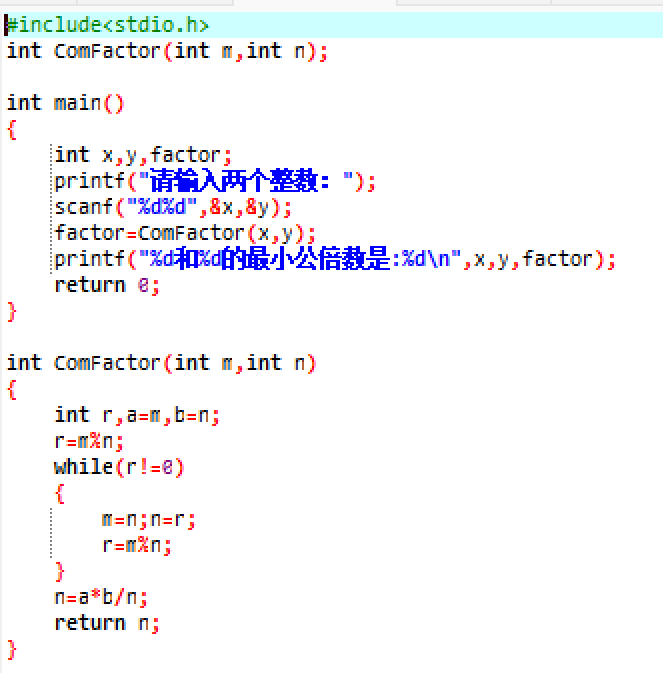 #include<stdio.h>
int ComFactor(int m,int n);
int main()
{
int x,y,factor;
printf("请输入两个整数：");
scanf("%d%d",&x,&y);
factor=ComFactor(x,y);
printf("%d和%d的最小公倍数是:%d\n",x,y,factor);
return 0;
}
int ComFactor(int m,int n)
{
int r,a=m,b=n;
r=m%n;
while(r!=0)
{
m=n;n=r;
r=m%n;
}
n=a*b/n;
return n;
}